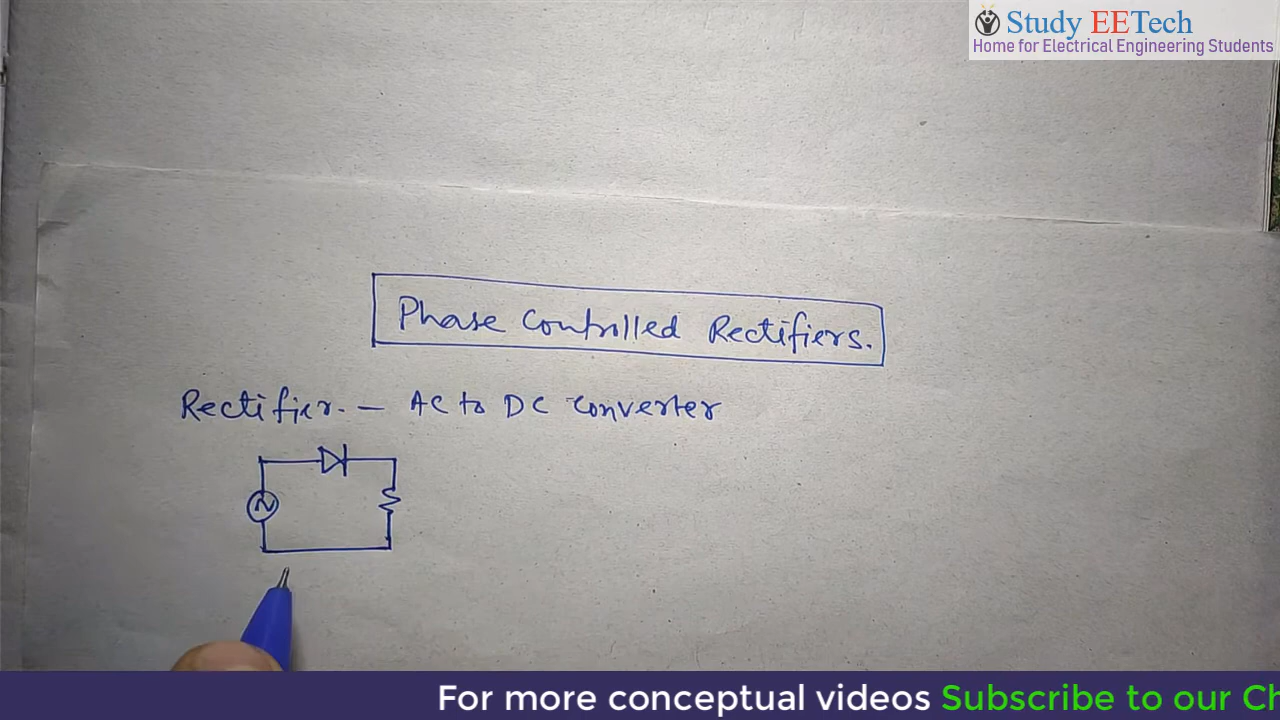 Study EETech
Home for Electrical Engineering Students
Phase Controlled Rectifiers.
Rectifier. — AC to DC Converter
For more conceptual videos Subscribe to our Ch